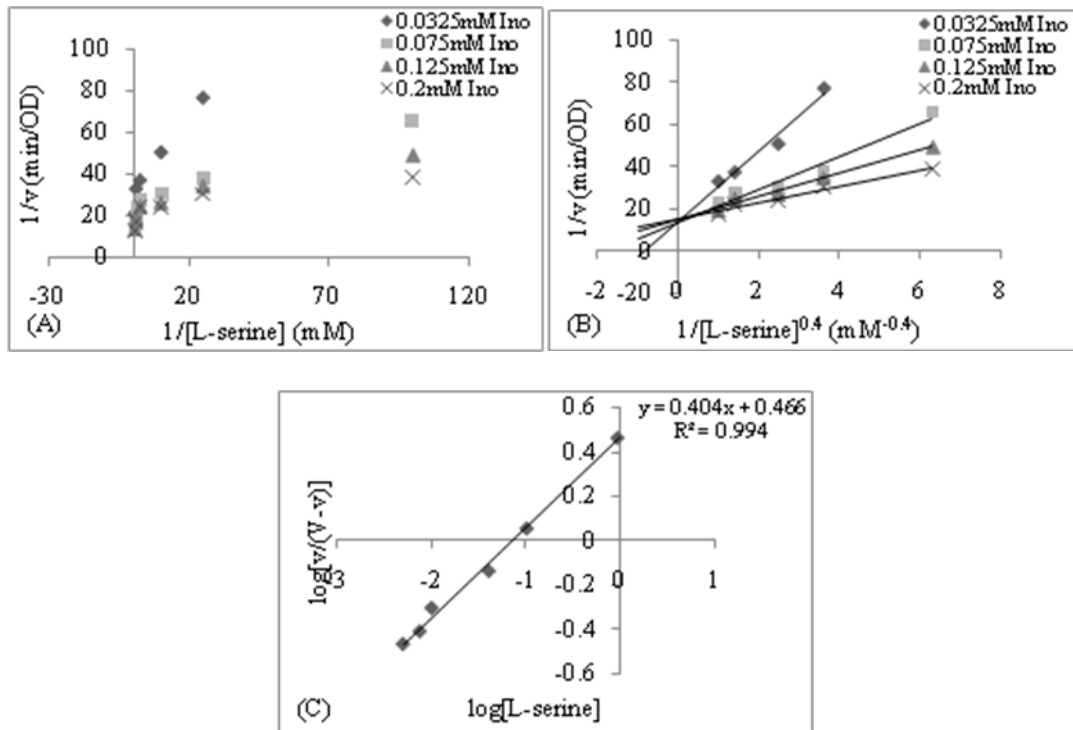 0.0325mM Ino
0.075mM Ino
0.125mM Ino
0.2mM Ino
100
80
60
40
20
0
-30
20
70
120
1/v (min/OD)
1/[L-serine] (mM)
(A)
0.0325mM Ino
0.075mM Ino
0.125mM Ino
0.2mM Ino
100
80
60
40
20
0
-20
-2
0
2
4
6
8
1/v (min/OD)
1/[L-serine]^0.4 (mM^-0.4)
(B)
y = 0.404x + 0.466
R² = 0.994
0.6
0.4
0.2
0
-0.2
-0.4
-0.6
-3
-2
-1
0
1
log[v/(V-v)]
log[L-serine]
(C)